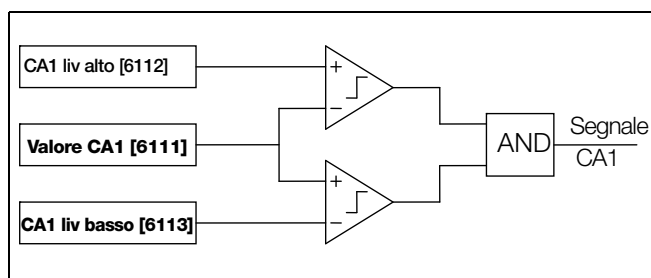 CA1 liv alto [6112]
+
−
Valore CA1 [6111]
+
−
CA1 liv basso [6113]
AND
Segnale
CA1